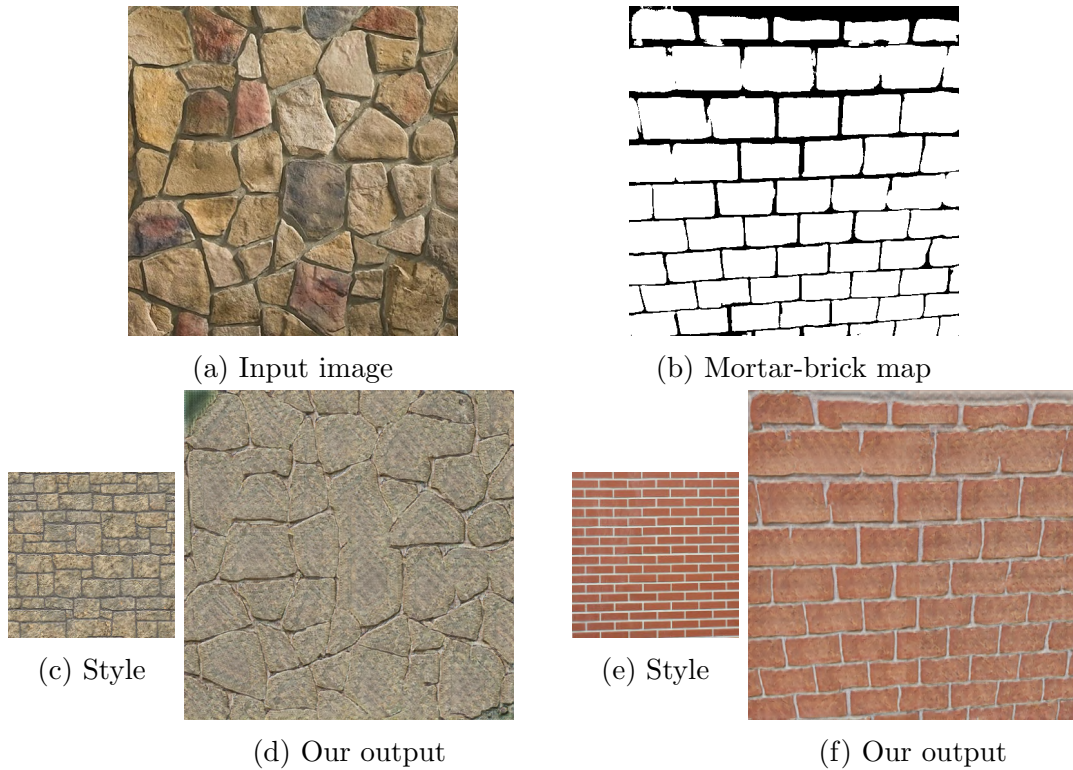 (a) Input image
(b) Mortar-brick map
(c) Style
(d) Our output
(e) Style
(f) Our output